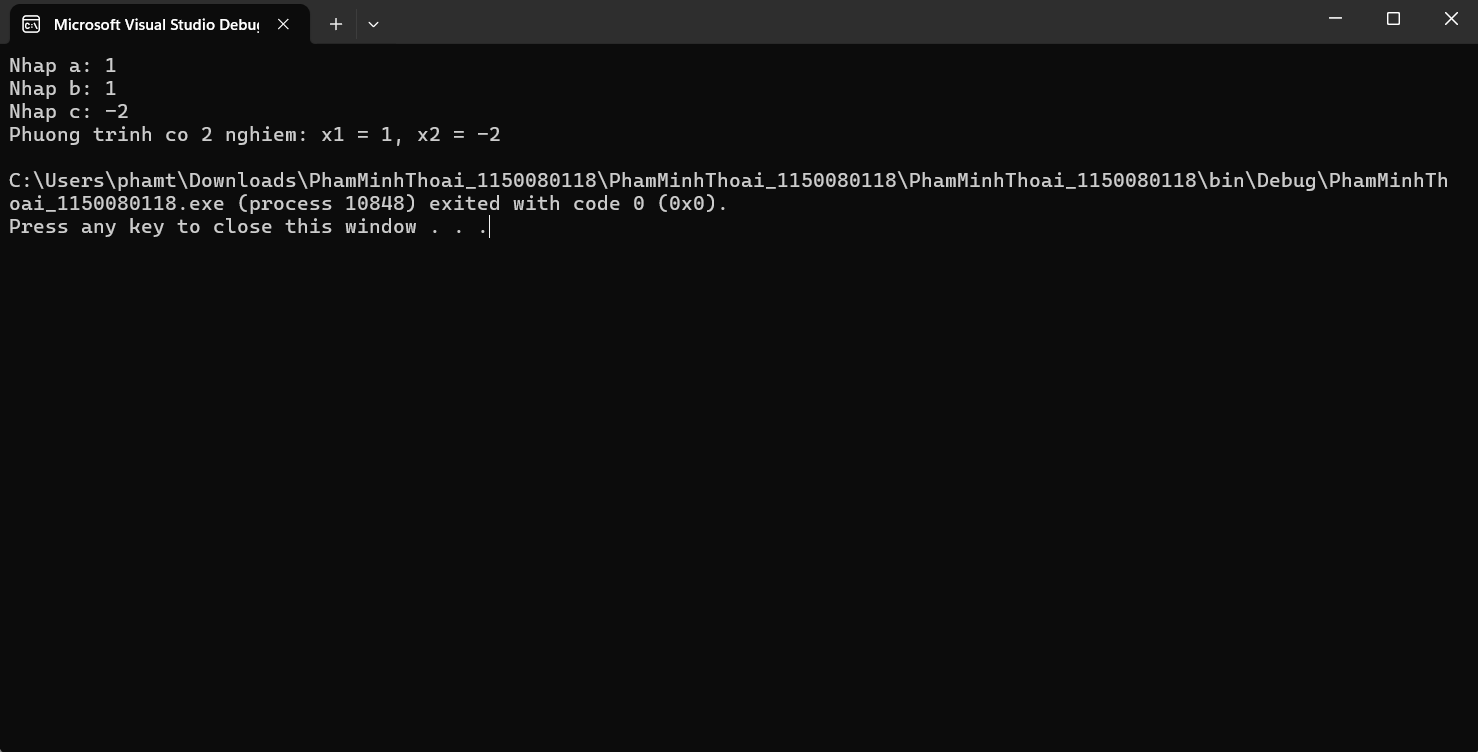 Microsoft Visual Studio Debug
Nhap a: 1
Nhap b: 1
Nhap c: -2
Phuong trinh co 2 nghiem: x1 = 1, x2 = -2
C:\Users\phamt\Downloads\PhamMinhThoai_1150080118\PhamMinhThoai_1150080118\PhamMinhThoai_1150080118\bin\Debug\PhamMinhTh
oai_1150080118.exe (process 10848) exited with code 0 (0x0).
Press any key to close this window . . .